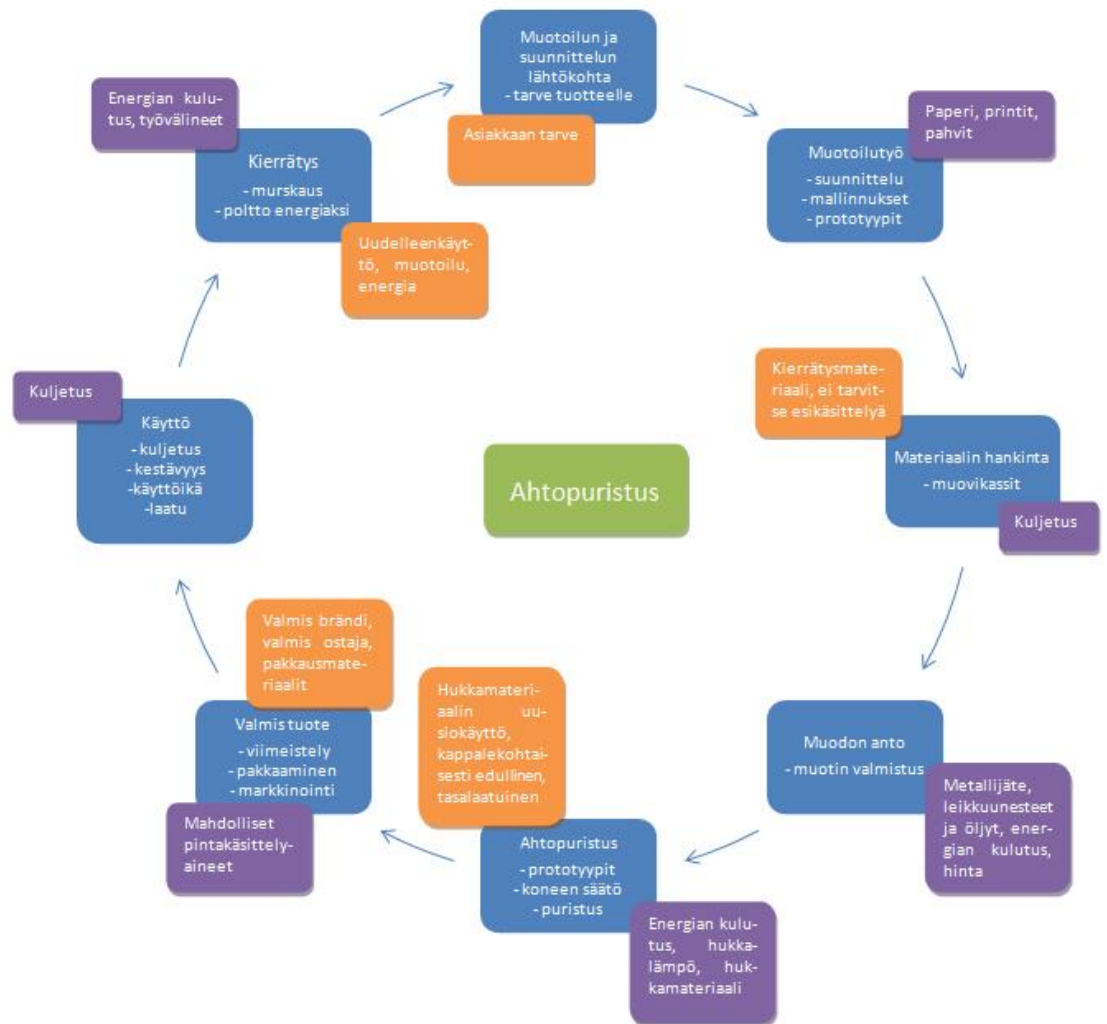 Muotoilun ja
suunnittelun
lähtökohta
- tarve tuotteelle
Asiakkaan tarve
Paperi, printit,
pahvit
Muotoilutyö
- suunnittelu
- mallinnukset
- prototyypit
Kierrätysmate-
riaali, ei tarvit-
se esikäsittelyä
Materiaalin hankinta
- muovikassit
Kuljetus
Muodon anto
- muotin valmistus
Metallijäte,
leikkuunesteet
ja öljyt, ener-
gian kulutus,
hinta
Hukkamateri-
aalin uu-
siokäyttö,
kappalekohtai-
sesti edullinen,
tasalaatuinen
Ahtopuristus
- prototyypit
- koneen säätö
- puristus
Energian kulu-
tus, hukka-
lämpö, huk-
kamateriaali
Valmis brändi,
valmis ostaja,
pakkausmate-
riaalit
Valmis tuote
- viimeistely
- pakkaaminen
- markkinointi
Mahdolliset
pintakäsittely-
aineet
Kuljetus
Käyttö
- kuljetus
- kestävyys
-käyttöikä
-laatu
Energian kulu-
tus, työvälineet
Kierrätys
- murskaus
- poltto energiaksi
Uudelleenkäyt-
tö, muotoilu,
energia
Ahtopuristus